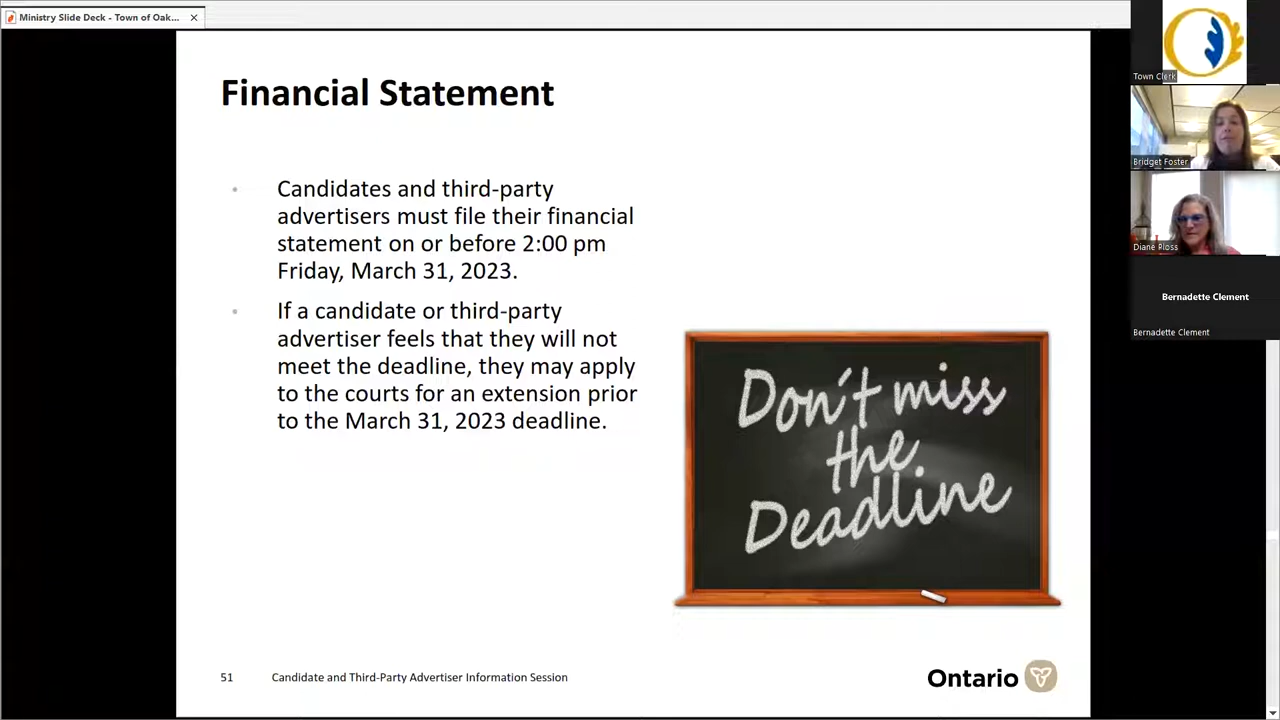 Ministry Slide Deck - Town of Oak...
Financial Statement
Candidates and third-party
advertisers must file their financial
statement on or before 2:00 pm
Friday, March 31, 2023.
If a candidate or third-party
advertiser feels that they will not
meet the deadline, they may apply
to the courts for an extension prior
to the March 31, 2023 deadline.
Don't miss
the
Deadline
51
Candidate and Third-Party Advertiser Information Session
Ontario
Town Clerk
Bridget Foster
Diane Ploss
Bernadette Clement
Bernadette Clement